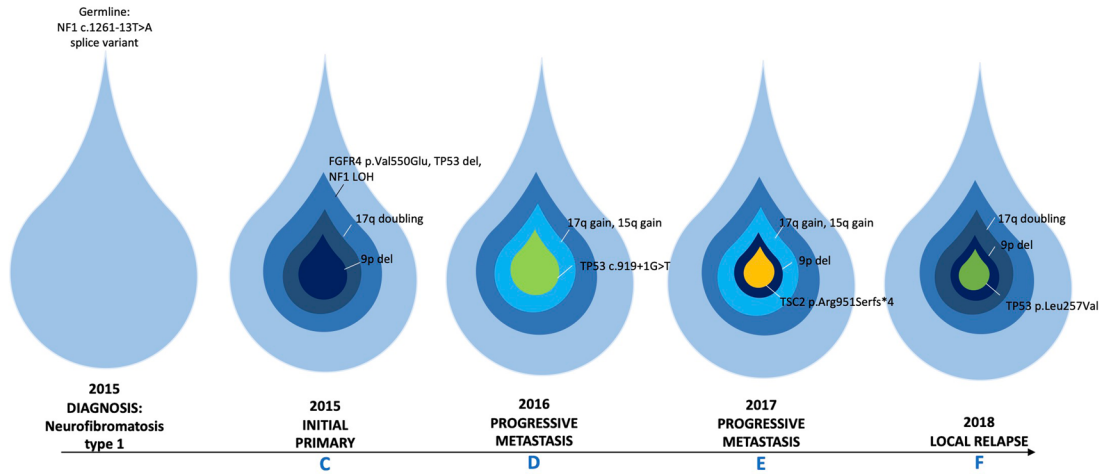 Germline:
NF1 c.1261-13T>A
splice variant
FGFR4 p.Val550Glu, TP53 del,
NF1 LOH
17q doubling
9p del
17q gain, 15q gain
TP53 c.919+1G>T
17q gain, 15q gain
9p del
TSC2 p.Arg951Serfs*4
17q doubling
9p del
TP53 p.Leu257Val
2015
DIAGNOSIS:
Neurofibromatosis
type 1
2015
INITIAL
PRIMARY
C
2016
PROGRESSIVE
METASTASIS
D
2017
PROGRESSIVE
METASTASIS
E
2018
LOCAL RELAPSE
F